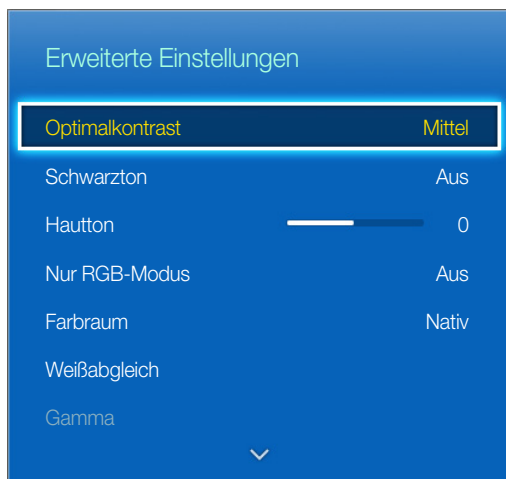 Erweiterte Einstellungen
Optimalkontrast Mittel
Schwarzton Aus
Hautton 0
Nur RGB-Modus Aus
Farbraum Nativ
Weißabgleich
Gamma